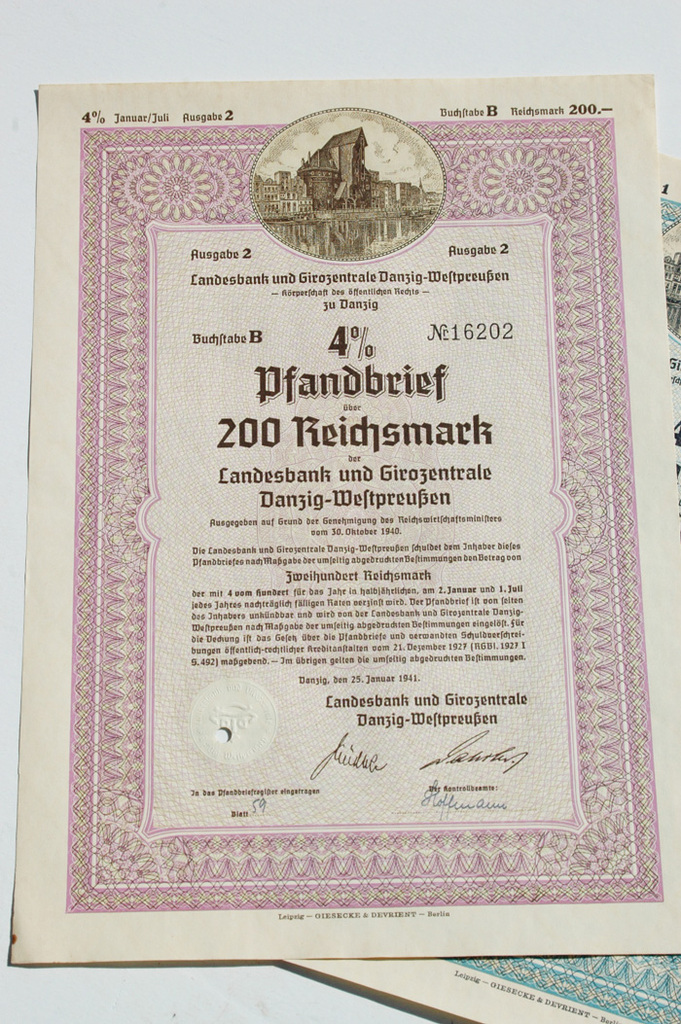 4% Januar/Juli Ausgabe 2
Buchstabe B Reichsmark 200.—
Ausgabe 2
Ausgabe 2
Landesbank und Girozentrale Danzig-Westpreußen
— Körperschaft des öffentlichen Rechts —
zu Danzig
Buchstabe B
4%
№16202
Pfandbrief
über
200 Reichsmark
der
Landesbank und Girozentrale
Danzig-Westpreußen
Ausgegeben auf Grund der Genehmigung des Reichswirtschaftsministers
vom 30. Oktober 1940.
Die Landesbank und Girozentrale Danzig-Westpreußen schuldet dem Inhaber dieses
Pfandbriefes nach Maßgabe der umseitig abgedruckten Bestimmungen den Betrag von
Zweihundert Reichsmark
der mit 4 vom Hundert für das Jahr in halbjährlichen, am 2. Januar und 1. Juli
jedes Jahres nachträglich fälligen Raten verzinst wird. Der Pfandbrief ist von seiten
des Inhabers unkündbar und wird von der Landesbank und Girozentrale Danzig-
Westpreußen nach Maßgabe der umseitig abgedruckten Bestimmungen eingelöst. Für
die Deckung ist das Gesetz über die Pfandbriefe und verwandten Schuldverschrei-
bungen öffentlich-rechtlicher Kreditanstalten vom 21. Dezember 1927 (RGBl. 1927 I
S. 492) maßgebend. — Im übrigen gelten die umseitig abgedruckten Bestimmungen.
Danzig, den 25. Januar 1941.
Landesbank und Girozentrale
Danzig-Westpreußen
In das Pfandbriefregister eingetragen
Der Kontrollbeamte:
Blatt 59
Hoffmann
Leipzig — GIESECKE & DEVRIENT — Berlin
1
Leipzig — GIESECKE & DEVRIENT — Berlin